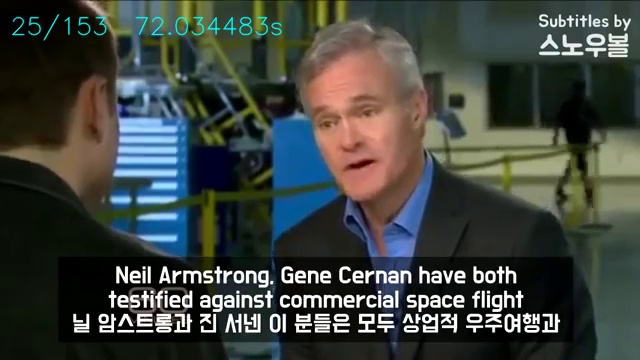 25/153 72.034483s
Subtitles by
스노우볼
Neil Armstrong, Gene Cernan have both
testified against commercial space flight
닐 암스트롱과 진 서넨 이 분들은 모두 상업적 우주여행과